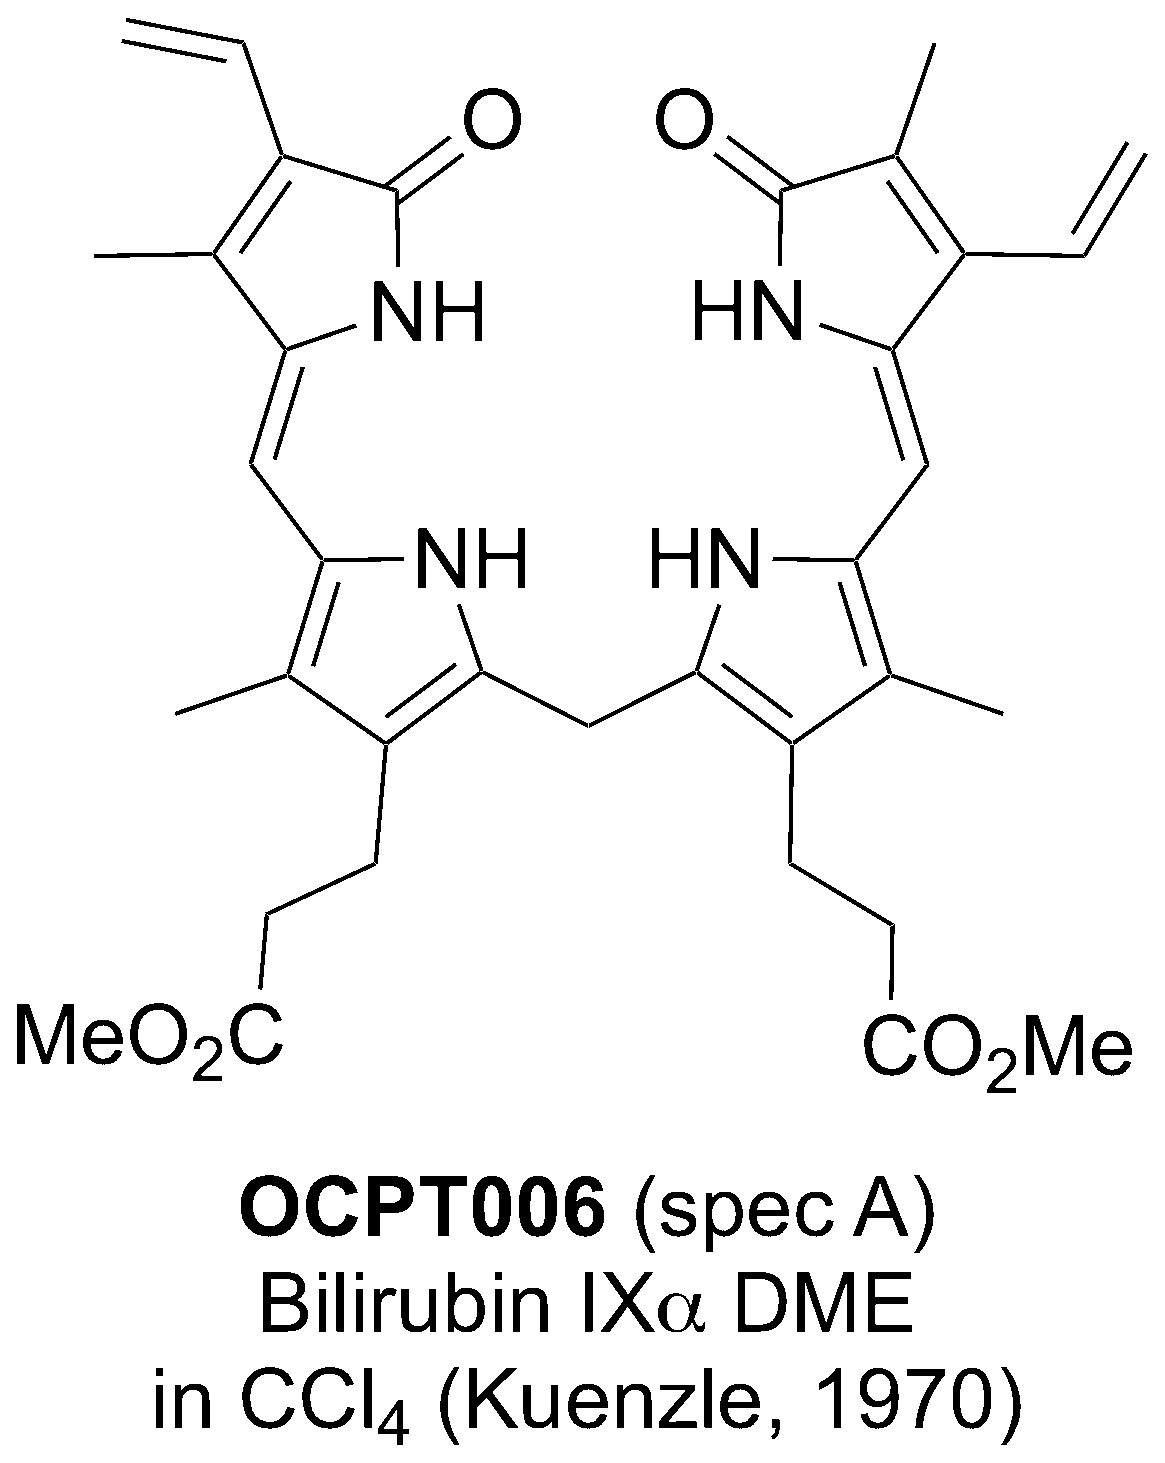 O O
NH HN
NH HN
MeO₂C CO₂Me
OCPT006 (spec A)
Bilirubin IXα DME
in CCl₄ (Kuenzle, 1970)